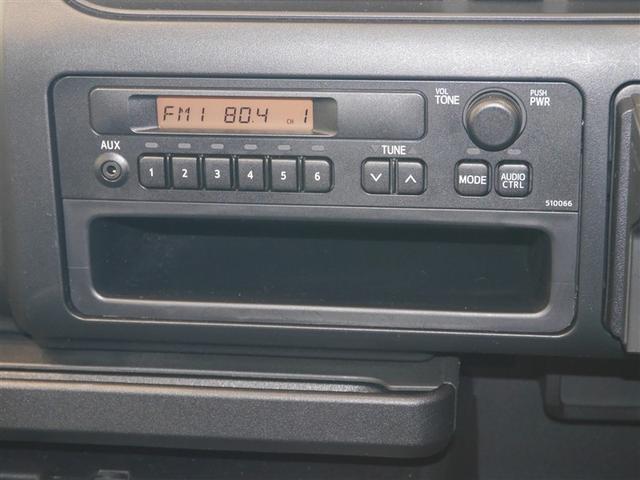 VOL
TONE
PUSH
PWR
FM1 80.4 CH 1
AUX
TUNE
1 2 3 4 5 6
MODE
AUDIO
CTRL
510066